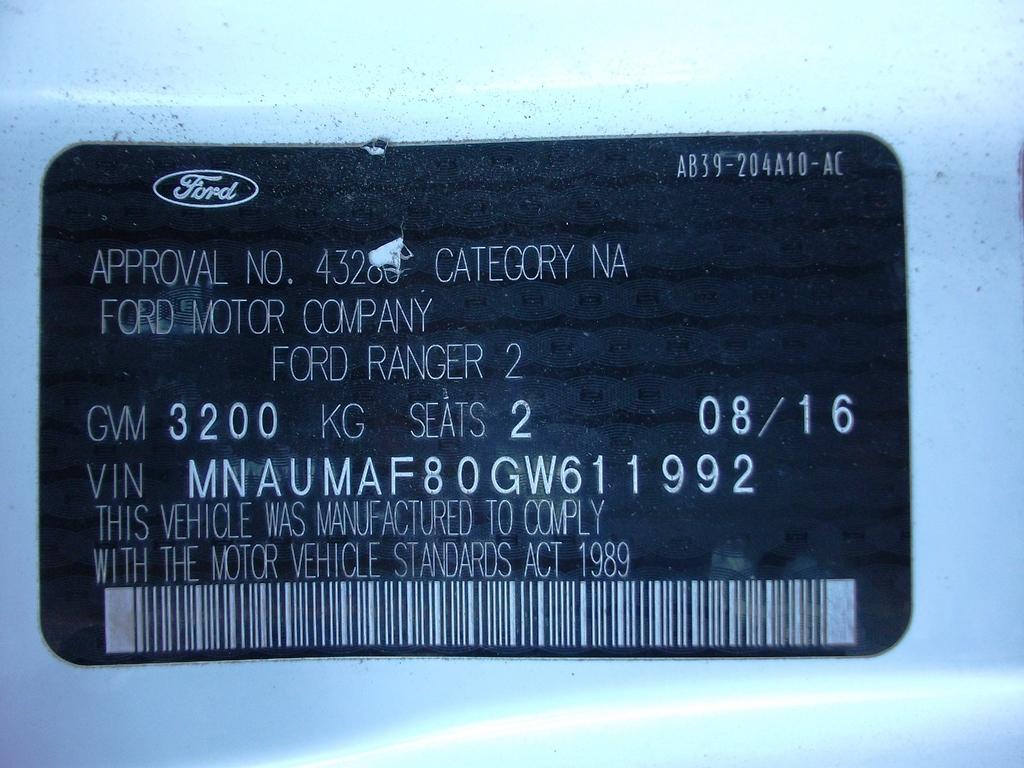 Ford
AB39-204A10-AC
APPROVAL NO. CATEGORY NA
FORD MOTOR COMPANY
FORD RANGER 2
GVM 3200 KG SEATS 2 08/16
VIN MNAUMAF80GW611992
THIS VEHICLE WAS MANUFACTURED TO COMPLY
WITH THE MOTOR VEHICLE STANDARDS ACT 1989